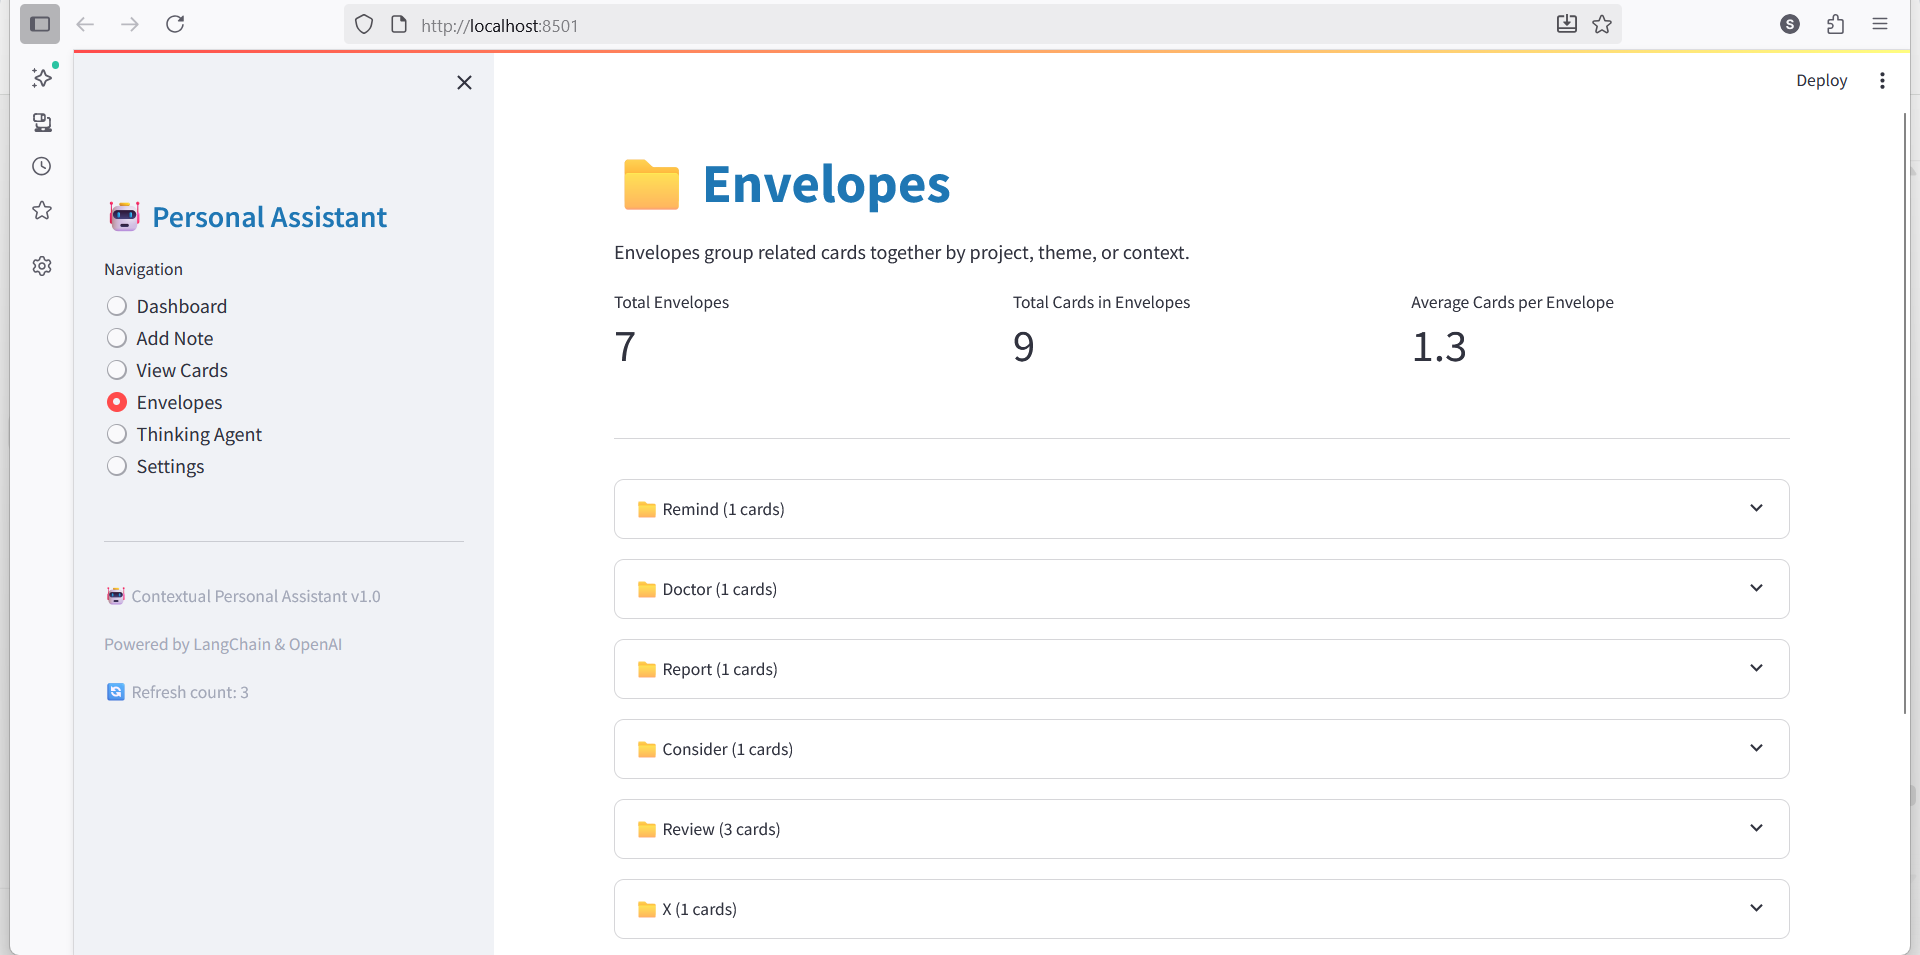 http://localhost:8501
S
Deploy
Personal Assistant
Navigation
Dashboard
Add Note
View Cards
Envelopes
Thinking Agent
Settings
Contextual Personal Assistant v1.0
Powered by LangChain & OpenAI
Refresh count: 3
Envelopes
Envelopes group related cards together by project, theme, or context.
Total Envelopes
7
Total Cards in Envelopes
9
Average Cards per Envelope
1.3
Remind (1 cards)
Doctor (1 cards)
Report (1 cards)
Consider (1 cards)
Review (3 cards)
X (1 cards)